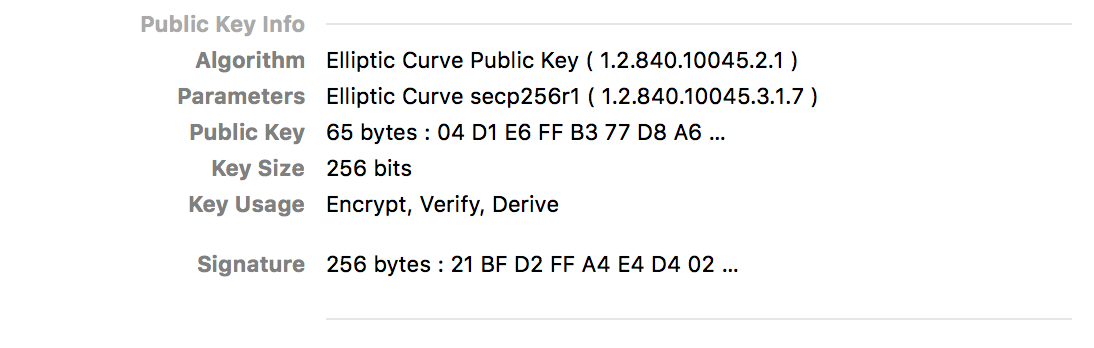 Public Key Info
Algorithm Elliptic Curve Public Key ( 1.2.840.10045.2.1 )
Parameters Elliptic Curve secp256r1 ( 1.2.840.10045.3.1.7 )
Public Key 65 bytes : 04 D1 E6 FF B3 77 D8 A6 ...
Key Size 256 bits
Key Usage Encrypt, Verify, Derive
Signature 256 bytes : 21 BF D2 FF A4 E4 D4 02 ...